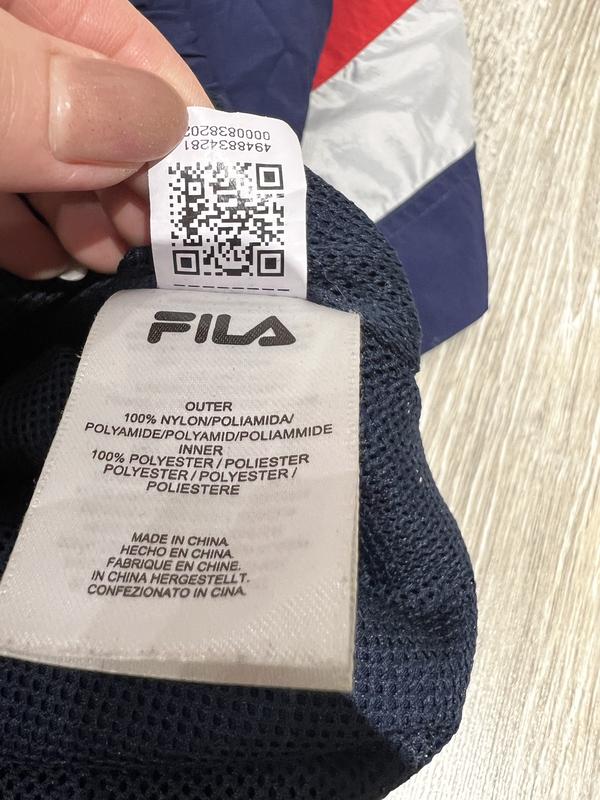 4948834281
0000838202
FILA
OUTER
100% NYLON/POLIAMIDA/
POLYAMIDE/POLYAMID/POLIAMMIDE
INNER
100% POLYESTER / POLIESTER
POLYESTER / POLYESTER /
POLIESTERE
MADE IN CHINA.
HECHO EN CHINA.
FABRIQUE EN CHINE.
IN CHINA HERGESTELLT.
CONFEZIONATO IN CINA.